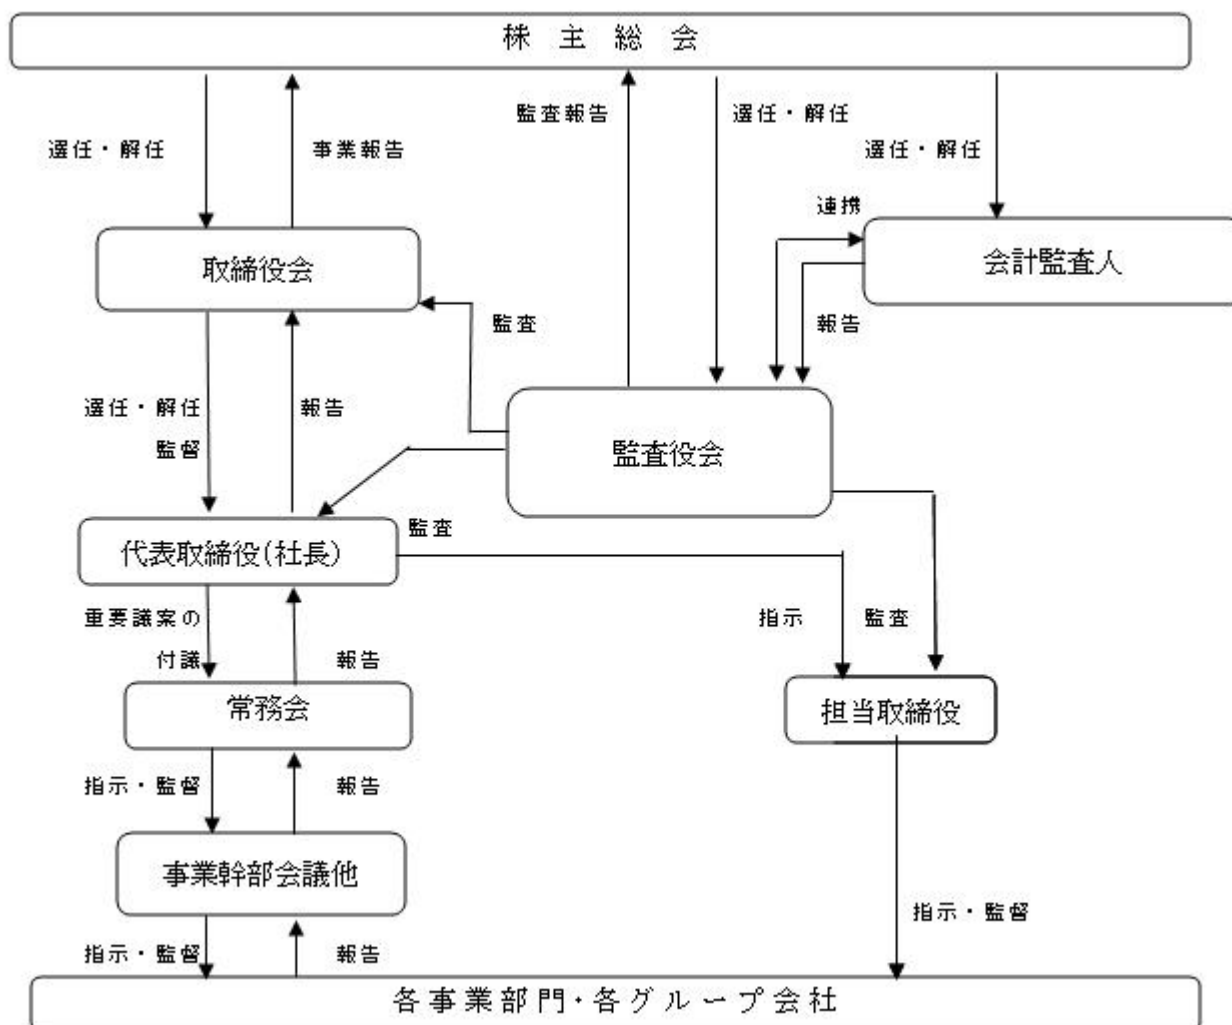 株主総会
監査報告
選任・解任
選任・解任
事業報告
選任・解任
連携
取締役会
会計監査人
監査
報告
選任・解任
報告
監督
監査役会
監査
代表取締役(社長)
重要議案の
指示
監査
付議
報告
常務会
担当取締役
指示・監督
報告
事業幹部会議他
指示・監督
指示・監督
報告
各事業部門・各グループ会社